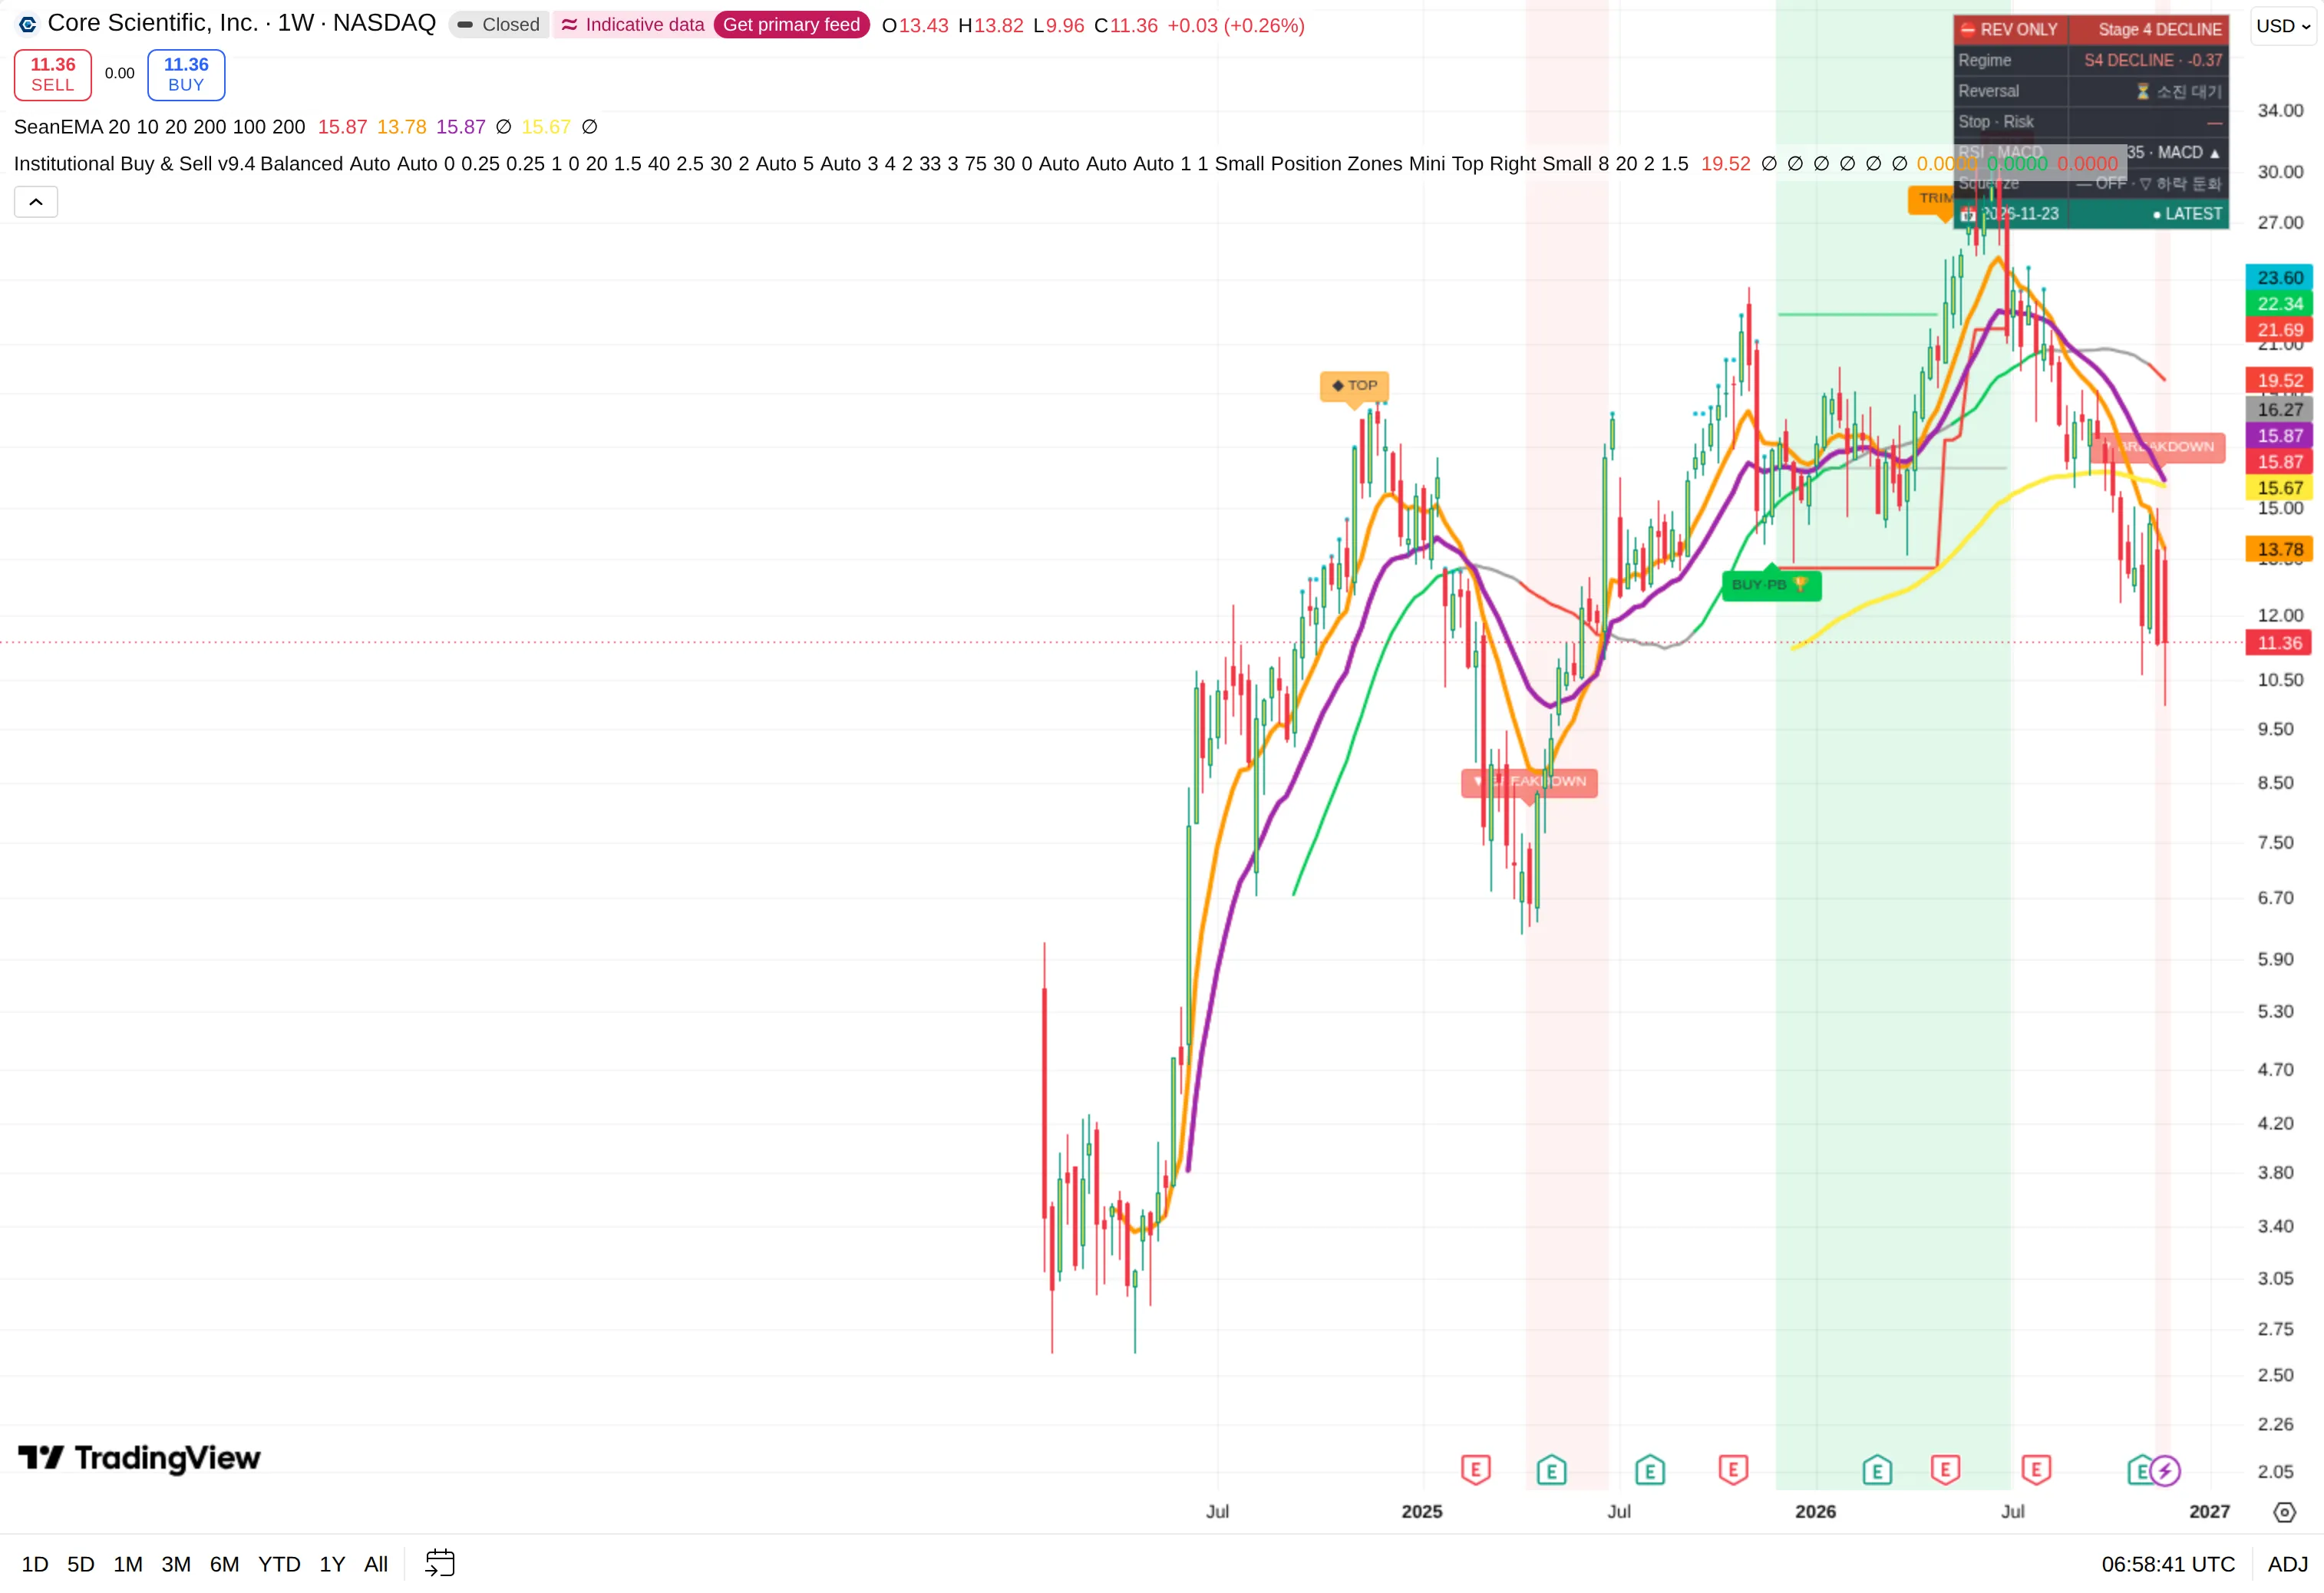 Core Scientific, Inc. · 1W · NASDAQ
Closed
Indicative data
Get primary feed
O13.43 H13.82 L9.96 C11.36 +0.03 (+0.26%)
USD
11.36
SELL
0.00
11.36
BUY
SeanEMA 20 10 20 200 100 200 15.87 13.78 15.87 ∅ 15.67 ∅
Institutional Buy & Sell v9.4 Balanced Auto Auto 0 0.25 0.25 1 0 20 1.5 40 2.5 30 2 Auto 5 Auto 3 4 2 33 3 75 30 0 Auto Auto Auto 1 1 Small Position Zones Mini Top Right Small 8 20 2 1.5 19.52 ∅ ∅ ∅ ∅ ∅ ∅ 0.0000 0.0000 0.0000
⛔ REV ONLY Stage 4 DECLINE
Regime S4 DECLINE · -0.37
Reversal ⏳ 소진 대기
Stop · Risk —
RSI · MACD 35 · MACD ▲
Squeeze — OFF · ▽ 하락 둔화
2026-11-23 ● LATEST
TRIM
◆ TOP
BUY-PB 🏆
▼ BREAKDOWN
BREAKDOWN
34.00
30.00
27.00
23.60
22.34
21.69
21.00
19.52
16.27
15.87
15.87
15.67
15.00
13.78
12.00
11.36
10.50
9.50
8.50
7.50
6.70
5.90
5.30
4.70
4.20
3.80
3.40
3.05
2.75
2.50
2.26
2.05
E E E E E E E E
TradingView
Jul 2025 Jul 2026 Jul 2027
1D 5D 1M 3M 6M YTD 1Y All
06:58:41 UTC ADJ